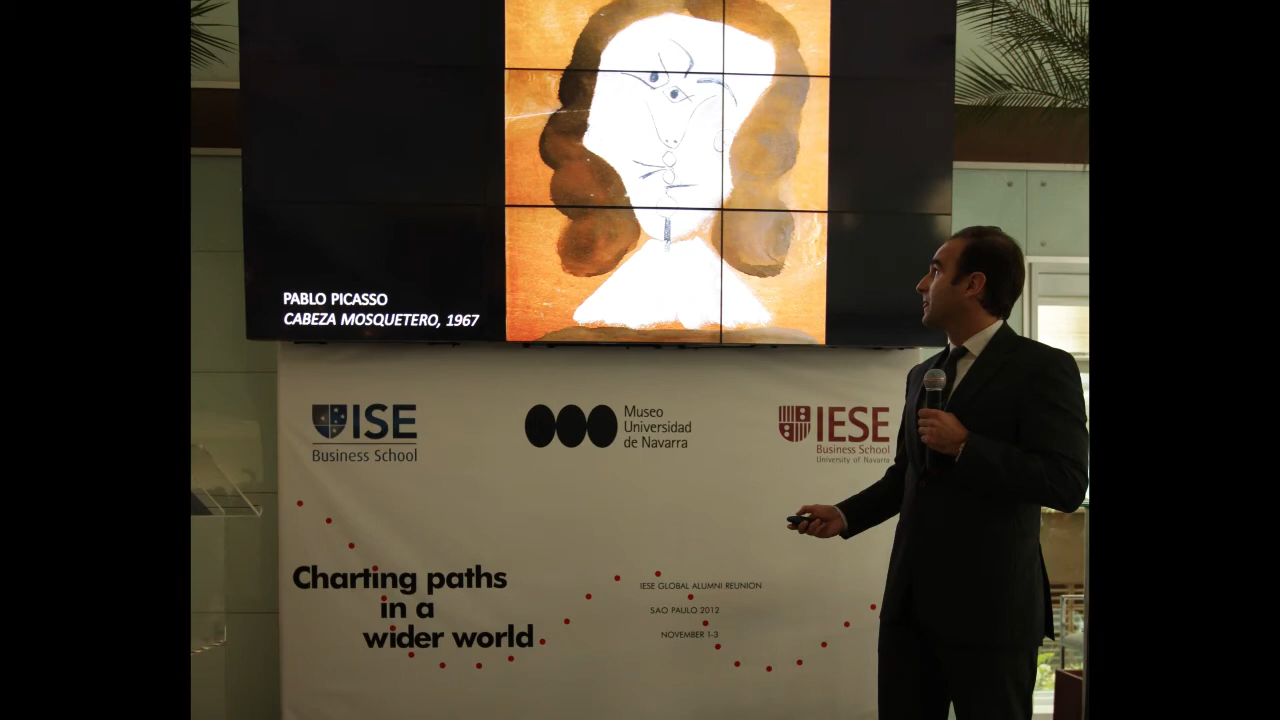 PABLO PICASSO
CABEZA MOSQUETERO, 1967
ISE
Business School
Museo
Universidad
de Navarra
IESE
Business School
University of Navarra
Charting paths
in a
wider world
IESE GLOBAL ALUMNI REUNION
SAO PAULO 2012
NOVEMBER 1-3